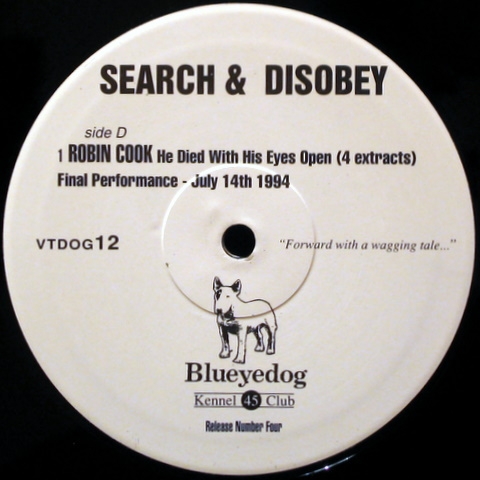 SEARCH & DISOBEY
side D
1 ROBIN COOK He Died With His Eyes Open (4 extracts)
Final Performance - July 14th 1994
VTDOG12
"Forward with a wagging tale..."
Blueyedog
Kennel 45 Club
Release Number Four